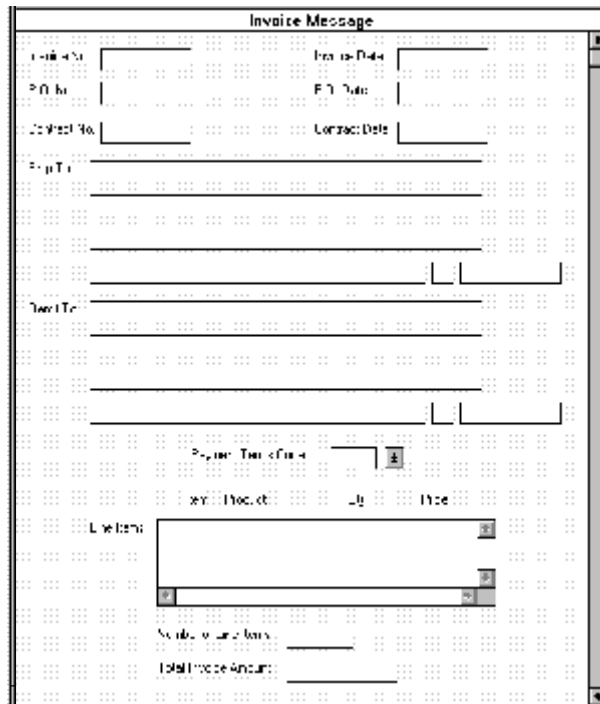 Invoice Message
Invoice No. Invoice Date
P.O. No. P.O. Date
Contract No. Contract Date
Ship To
Remit To
Payment Terms Code
Item Product Qty Price
Line Items
Number of Line Items
Total Invoice Amount